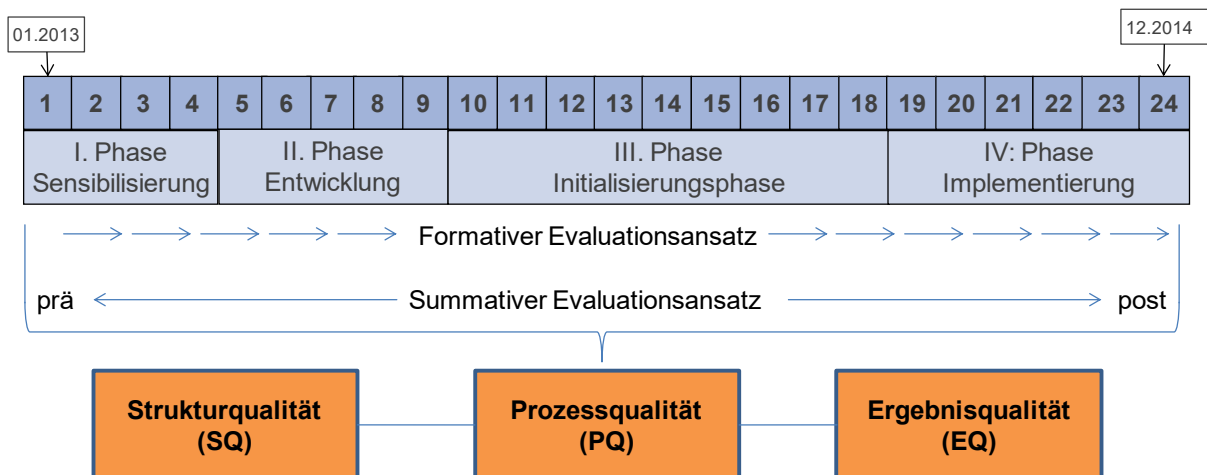 01.2013
12.2014
1 2 3 4 5 6 7 8 9 10 11 12 13 14 15 16 17 18 19 20 21 22 23 24
I. Phase
Sensibilisierung
II. Phase
Entwicklung
III. Phase
Initialisierungsphase
IV: Phase
Implementierung
Formativer Evaluationsansatz
prä
Summativer Evaluationsansatz
post
Strukturqualität
(SQ)
Prozessqualität
(PQ)
Ergebnisqualität
(EQ)